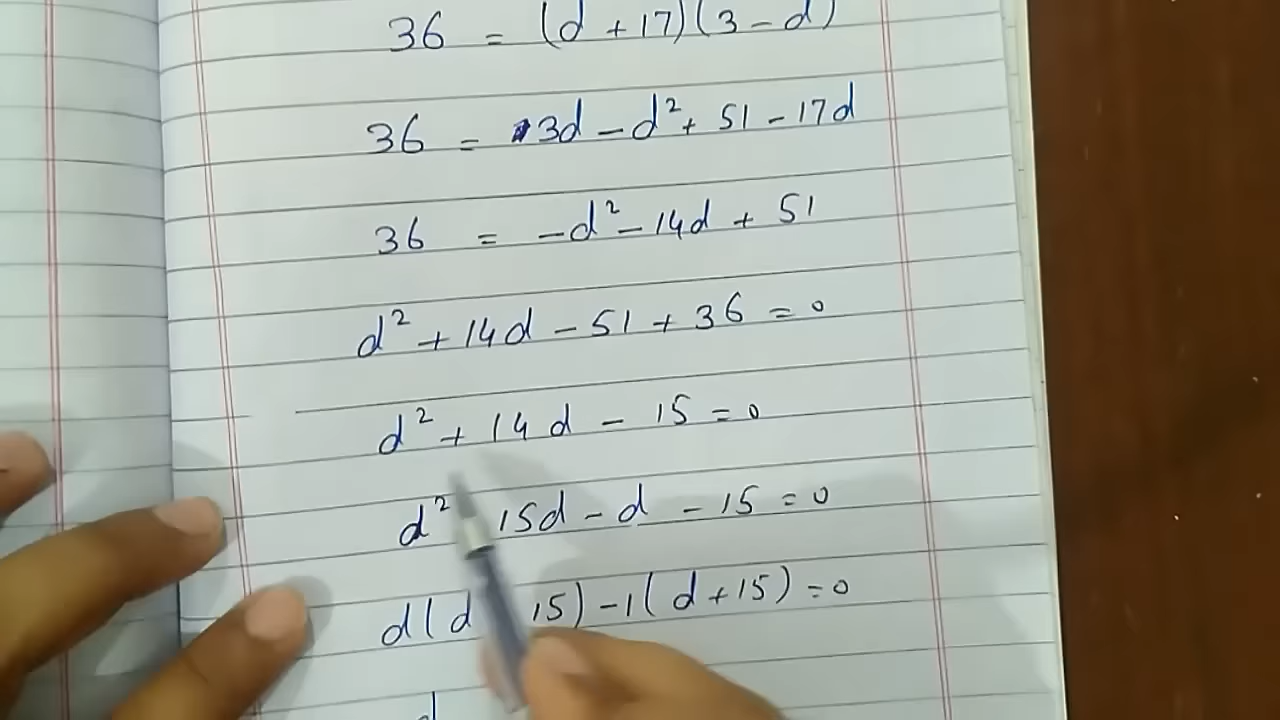 36 = (d + 17)(3 - d)
36 = 3d - d² + 51 - 17d
36 = -d² - 14d + 51
d² + 14d - 51 + 36 = 0
d² + 14d - 15 = 0
d² 15d - d - 15 = 0
d(d 15) - 1(d + 15) = 0
d